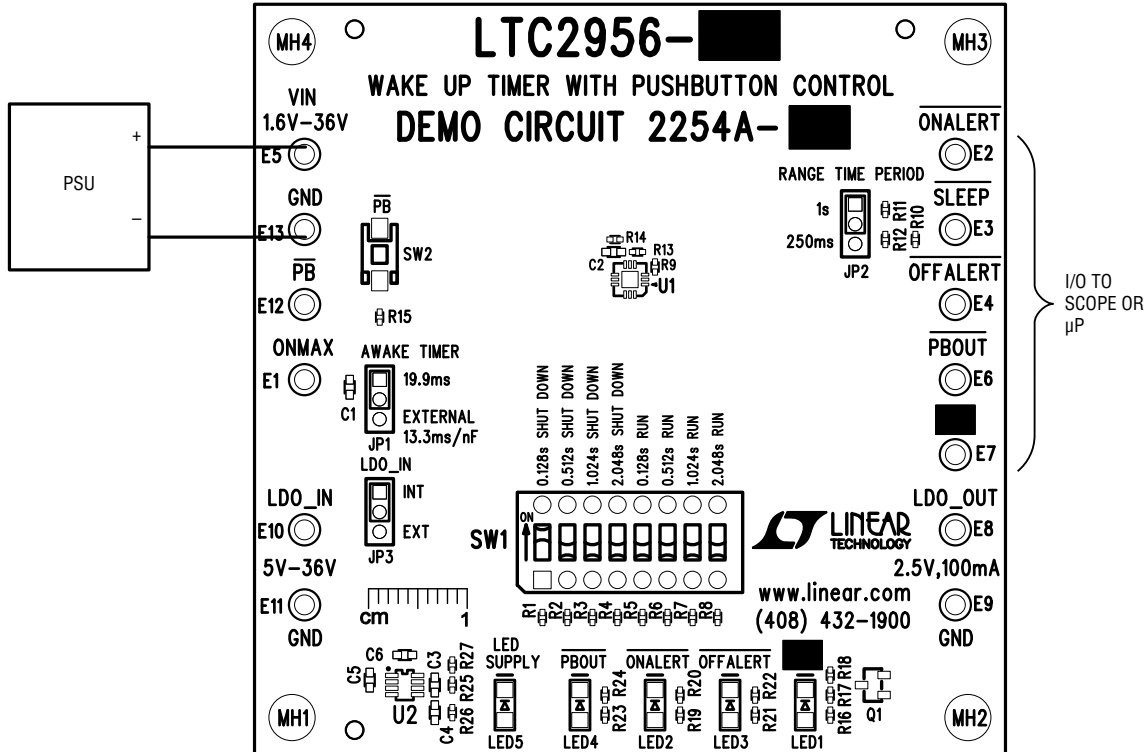 MH4
LTC2956-
MH3
WAKE UP TIMER WITH PUSHBUTTON CONTROL
DEMO CIRCUIT 2254A-
VIN
1.6V-36V
E5
GND
E13
PB
E12
ONMAX
E1
PSU
+
−
PB
SW2
R15
AWAKE TIMER
19.9ms
C1
EXTERNAL
13.3ms/nF
JP1
LDO_IN
INT
EXT
JP3
LDO_IN
E10
5V-36V
E11
GND
R14
C2
R13
R9
U1
RANGE TIME PERIOD
1s
250ms
JP2
R11
R10
R12
ONALERT
E2
SLEEP
E3
OFFALERT
E4
PBOUT
E6
E7
I/O TO
SCOPE OR
µP
0.128s SHUT DOWN
0.512s SHUT DOWN
1.024s SHUT DOWN
2.048s SHUT DOWN
0.128s RUN
0.512s RUN
1.024s RUN
2.048s RUN
SW1
ON
R1
R2
R3
R4
R5
R6
R7
R8
LINEAR
TECHNOLOGY
www.linear.com
(408) 432-1900
LDO_OUT
E8
2.5V,100mA
E9
GND
cm 1
C6
C5
U2
C3
C4
R27
R25
R26
LED
SUPPLY
LED5
PBOUT
R24
R23
LED4
ONALERT
R20
R19
LED2
OFFALERT
R22
R21
LED3
R18
R17
R16
LED1
Q1
MH1
MH2